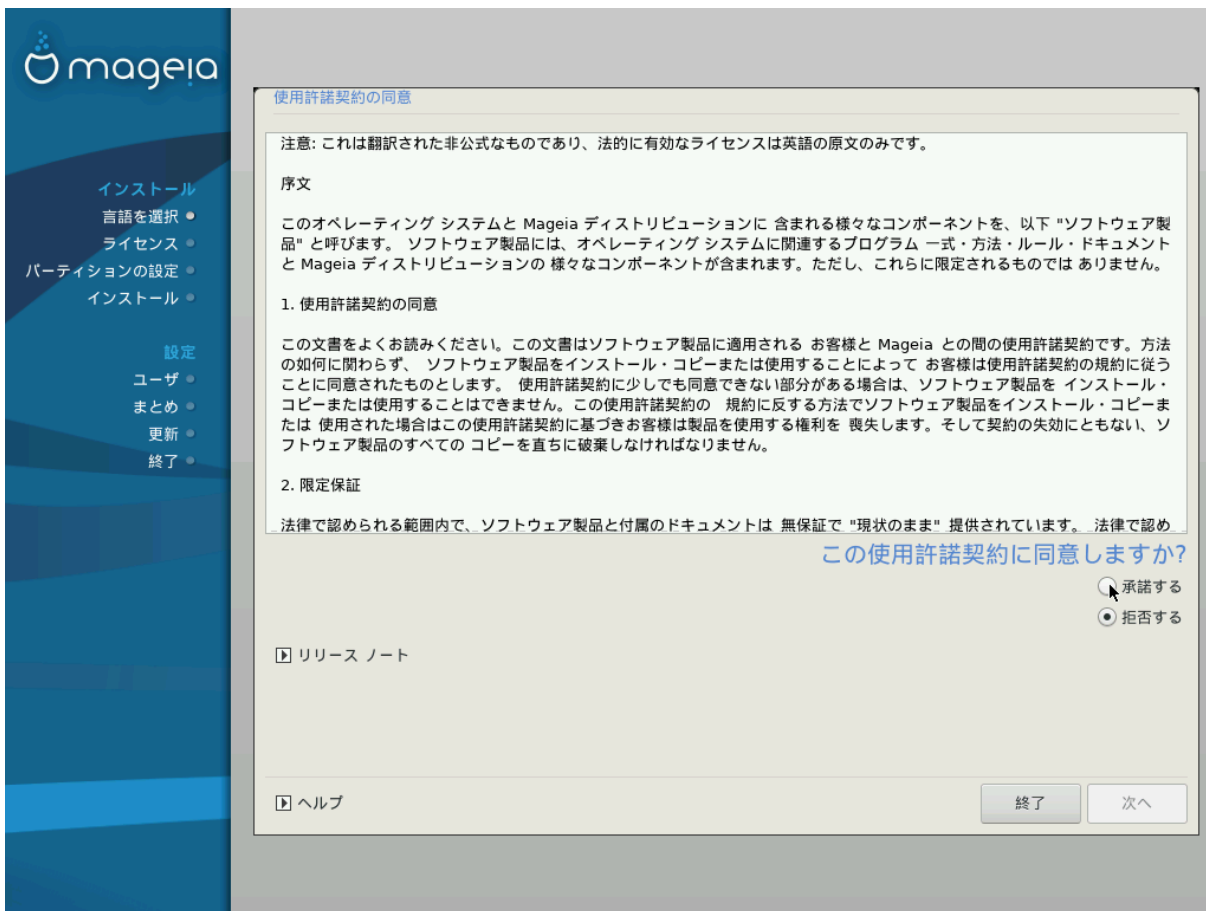 mageia
インストール
言語を選択
ライセンス
パーティションの設定
インストール
設定
ユーザ
まとめ
更新
終了
使用許諾契約の同意
注意: これは翻訳された非公式なものであり、法的に有効なライセンスは英語の原文のみです。
序文
このオペレーティング システムと Mageia ディストリビューションに 含まれる様々なコンポーネントを、以下 "ソフトウェア製
品" と呼びます。 ソフトウェア製品には、オペレーティング システムに関連するプログラム 一式・方法・ルール・ドキュメント
と Mageia ディストリビューションの 様々なコンポーネントが含まれます。ただし、これらに限定されるものでは ありません。
1. 使用許諾契約の同意
この文書をよくお読みください。この文書はソフトウェア製品に適用される お客様と Mageia との間の使用許諾契約です。方法
の如何に関わらず、 ソフトウェア製品をインストール・コピーまたは使用することによって お客様は使用許諾契約の規約に従う
ことに同意されたものとします。 使用許諾契約に少しでも同意できない部分がある場合は、ソフトウェア製品を インストール・
コピーまたは使用することはできません。この使用許諾契約の　規約に反する方法でソフトウェア製品をインストール・コピーま
たは 使用された場合はこの使用許諾契約に基づきお客様は製品を使用する権利を 喪失します。そして契約の失効にともない、ソ
フトウェア製品のすべての コピーを直ちに破棄しなければなりません。
2. 限定保証
法律で認められる範囲内で、ソフトウェア製品と付属のドキュメントは 無保証で "現状のまま" 提供されています。 法律で認め
この使用許諾契約に同意しますか?
承諾する
拒否する
リリース ノート
ヘルプ
終了
次へ